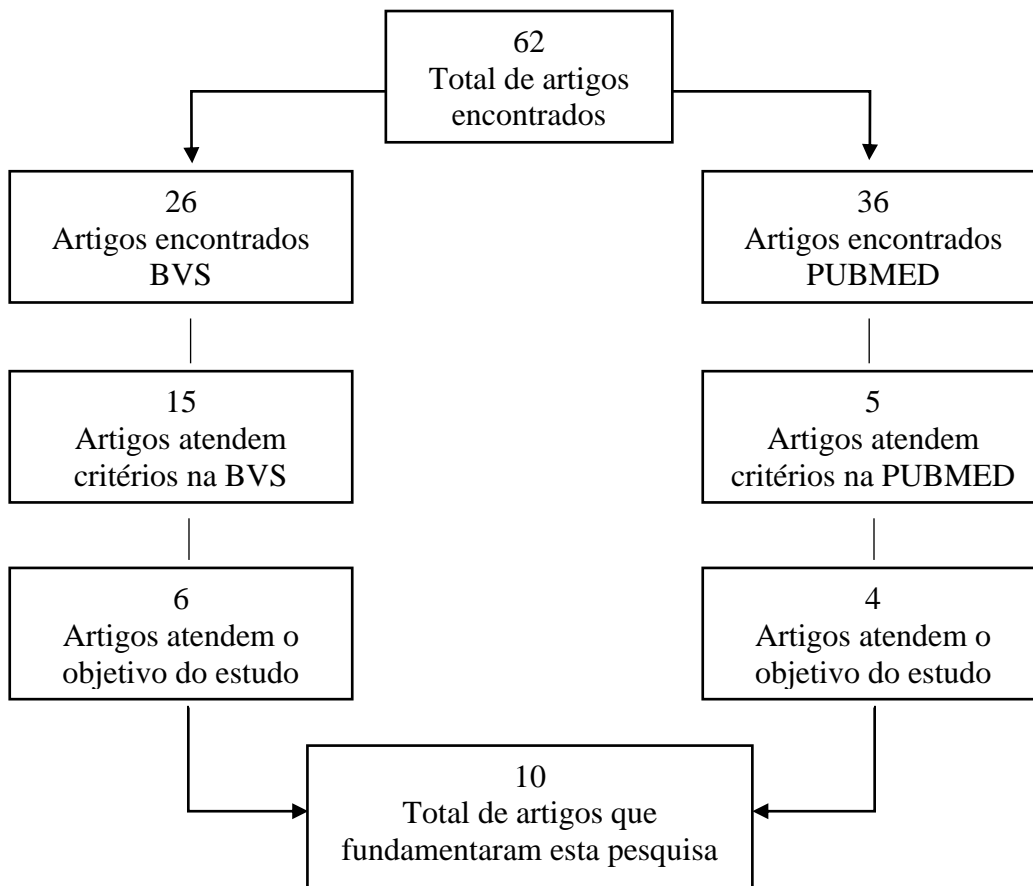 62
Total de artigos
encontrados
26
Artigos encontrados
BVS
36
Artigos encontrados
PUBMED
15
Artigos atendem
critérios na BVS
5
Artigos atendem
critérios na PUBMED
6
Artigos atendem o
objetivo do estudo
4
Artigos atendem o
objetivo do estudo
10
Total de artigos que
fundamentaram esta pesquisa